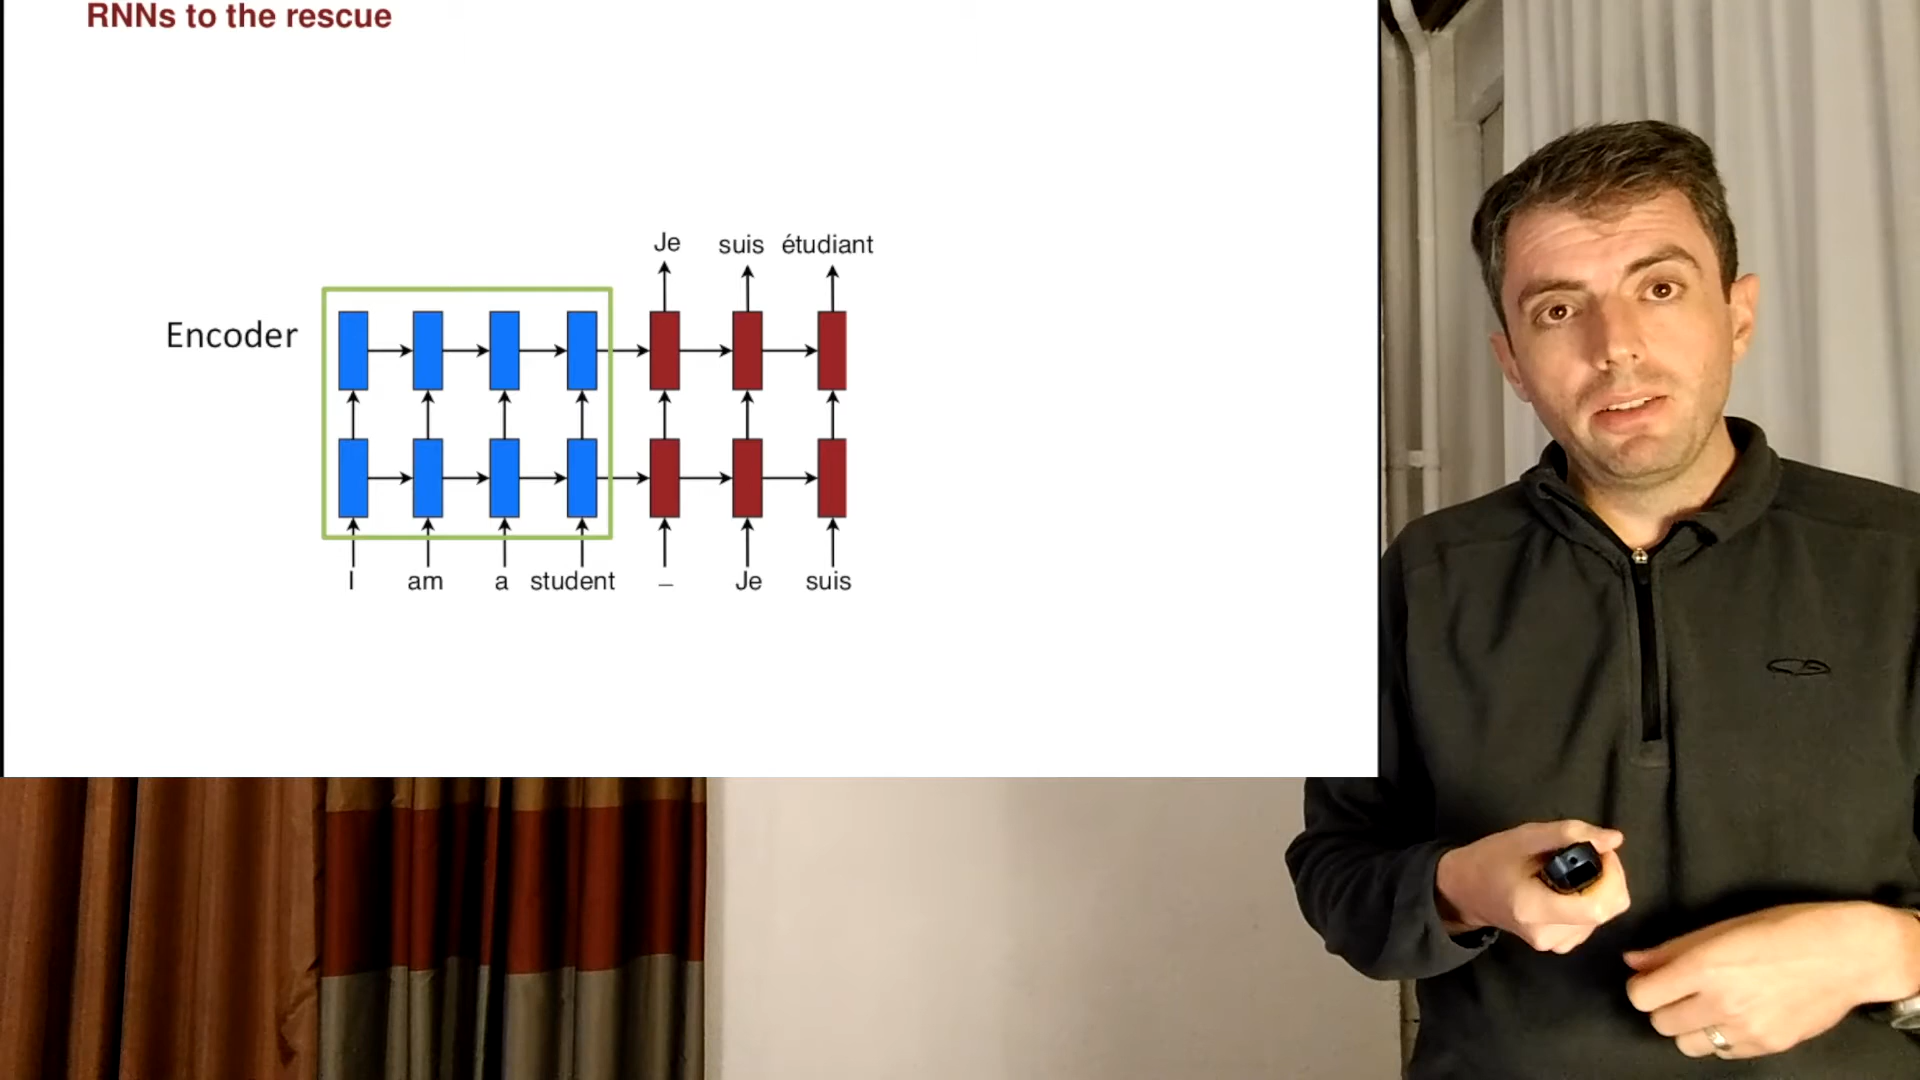 RNNs to the rescue
Je suis étudiant
Encoder
I am a student _ Je suis